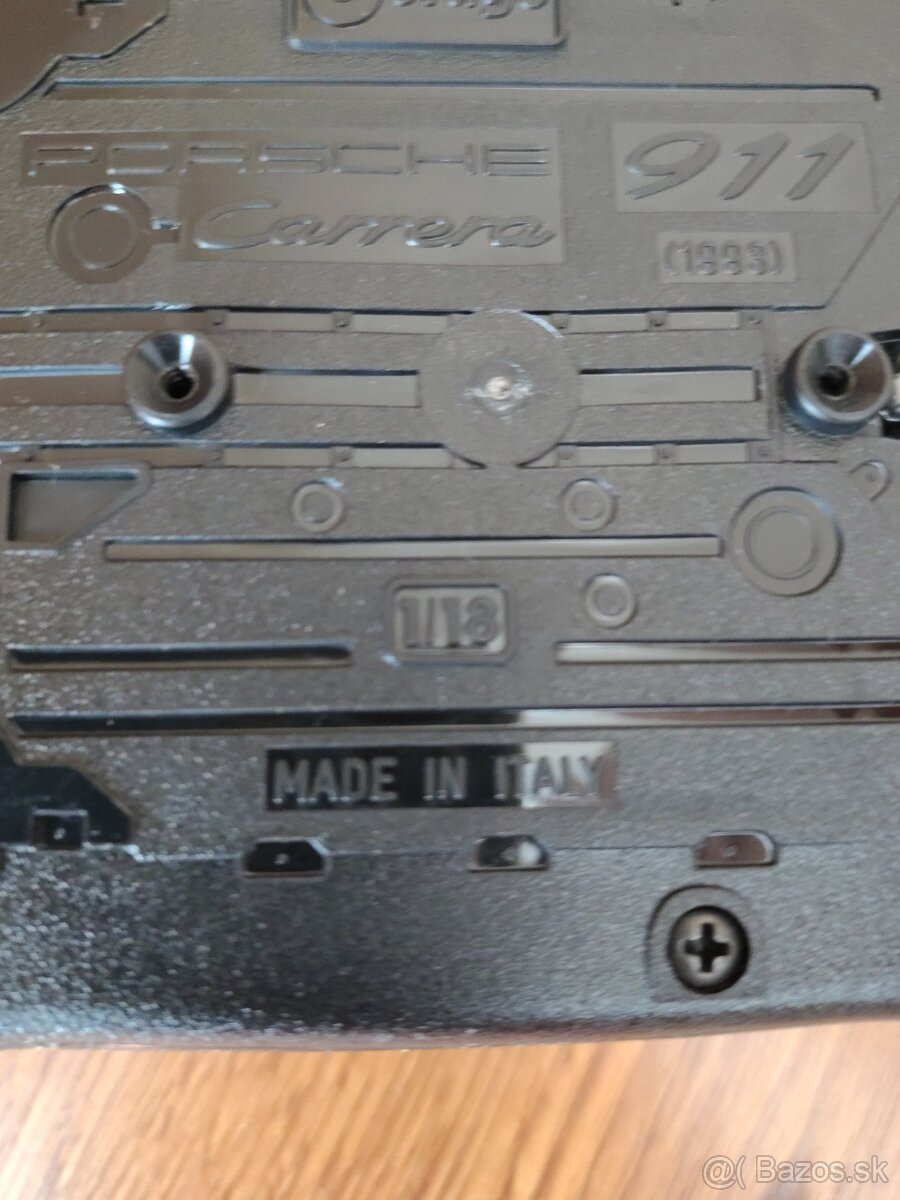 PORSCHE
911
Carrera
(1993)
1/18
MADE IN ITALY
@( Bazos.sk